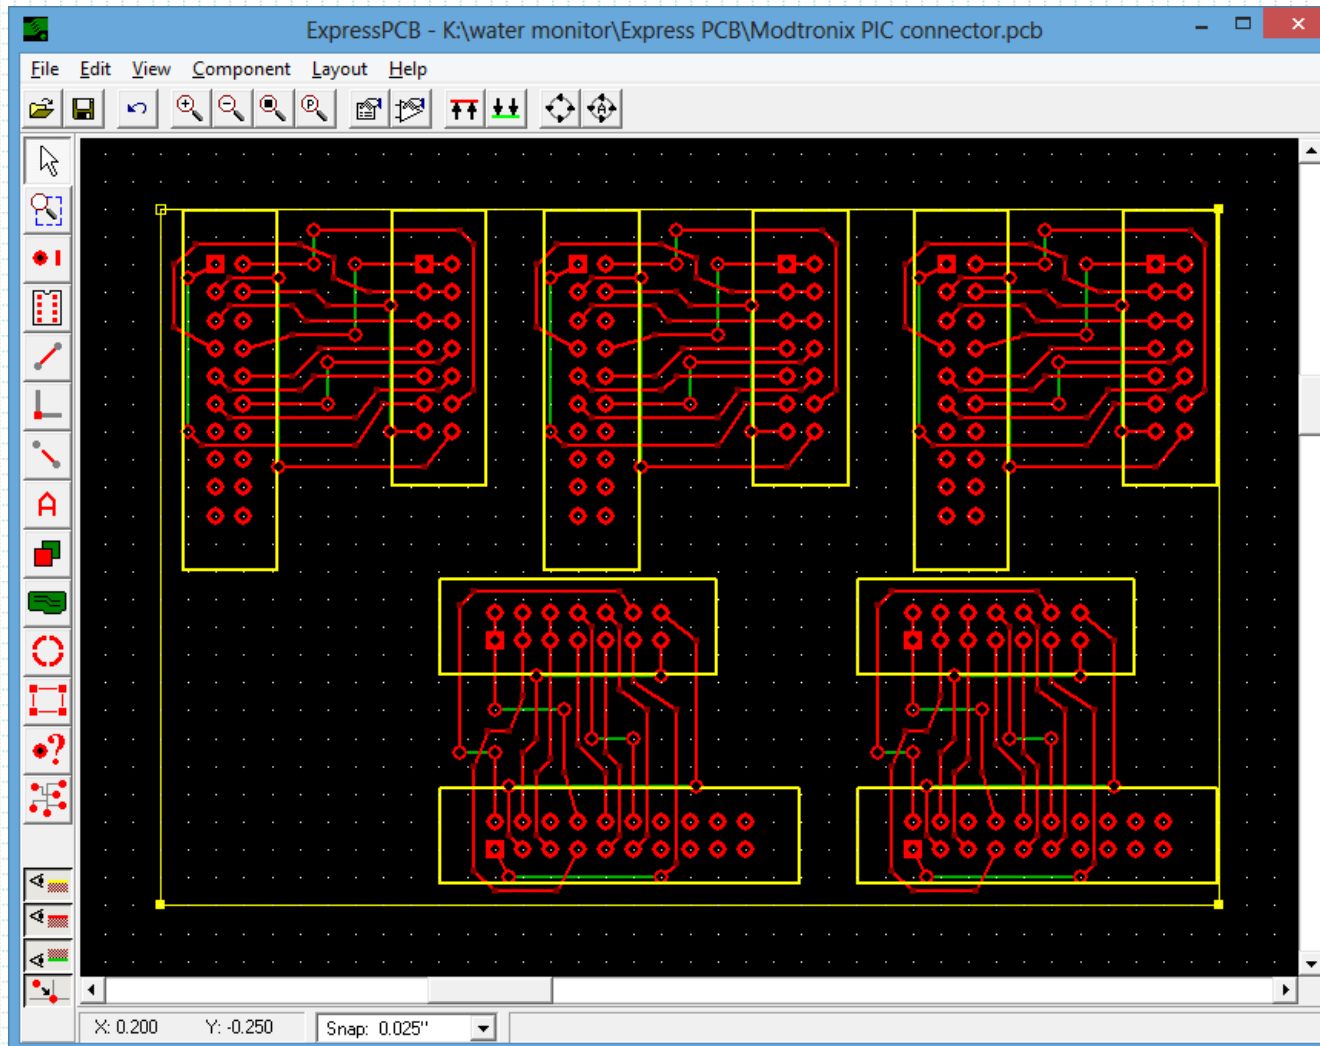 ExpressPCB - K:\water monitor\Express PCB\Modtronix PIC connector.pcb
File Edit View Component Layout Help
P
A
A
?
X: 0.200 Y: -0.250 Snap: 0.025"